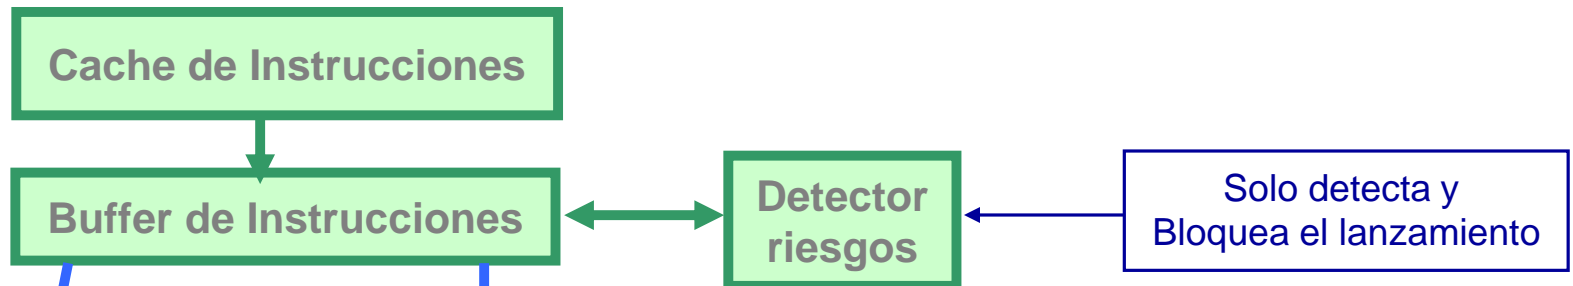 Cache de Instrucciones
Buffer de Instrucciones
Detector
riesgos
Solo detecta y
Bloquea el lanzamiento